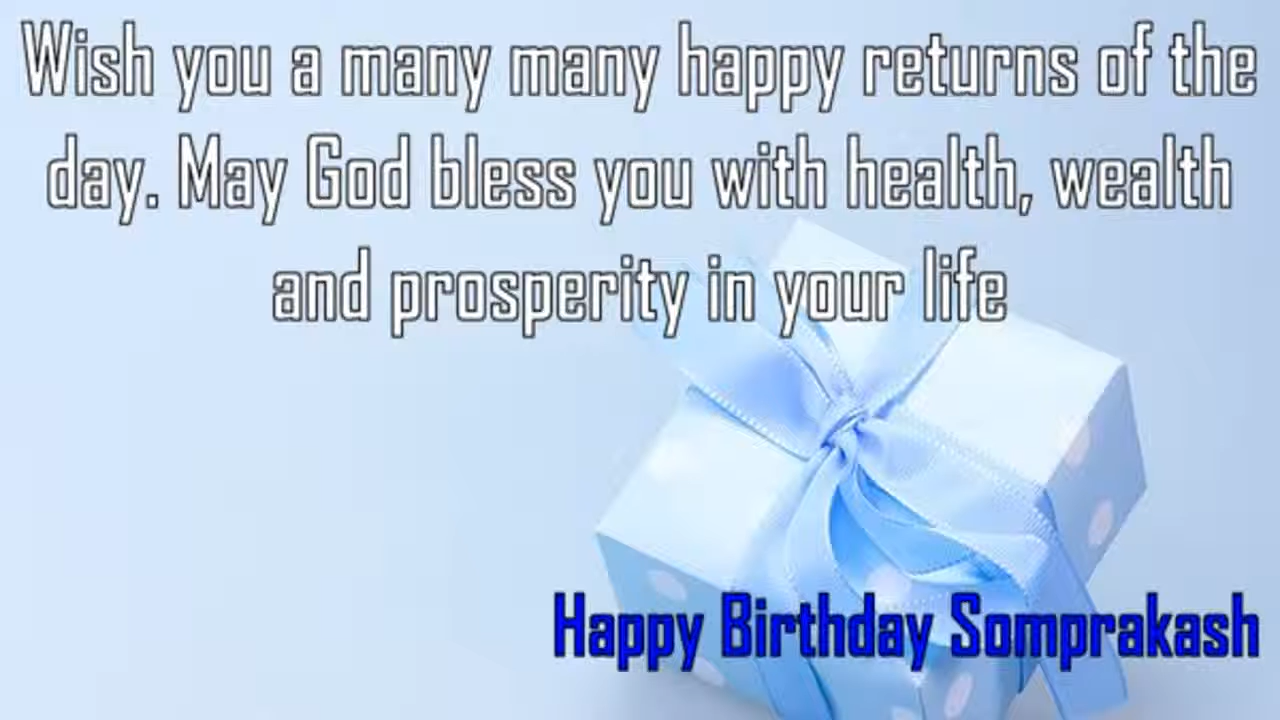 Wish you a many many happy returns of the
day. May God bless you with health, wealth
and prosperity in your life
Happy Birthday Somprakash